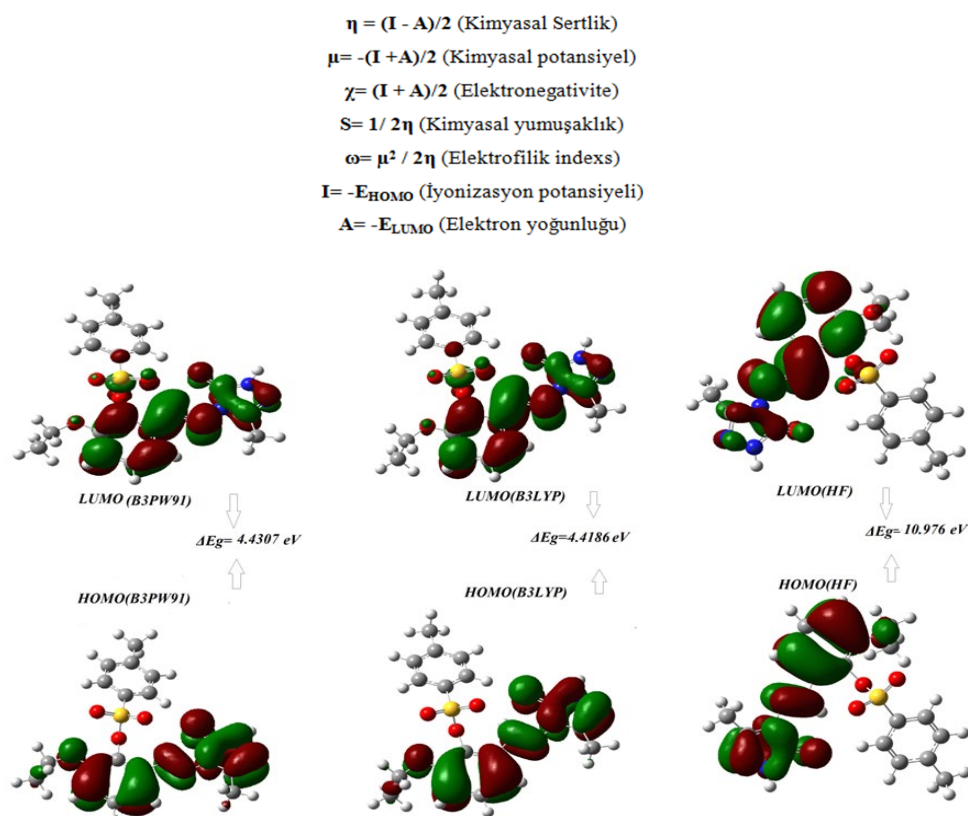 η = (I - A)/2 (Kimyasal Sertlik)
μ= -(I +A)/2 (Kimyasal potansiyel)
χ= (I + A)/2 (Elektronegativite)
S= 1/ 2η (Kimyasal yumuşaklık)
ω= μ² / 2η (Elektrofilik indexs)
I= -EHOMO (İyonizasyon potansiyeli)
A= -ELUMO (Elektron yoğunluğu)
LUMO (B3PW91)
LUMO(B3LYP)
LUMO(HF)
ΔEg= 4.4307 eV
ΔEg=4.4186 eV
ΔEg= 10.976 eV
HOMO(B3PW91)
HOMO(B3LYP)
HOMO(HF)